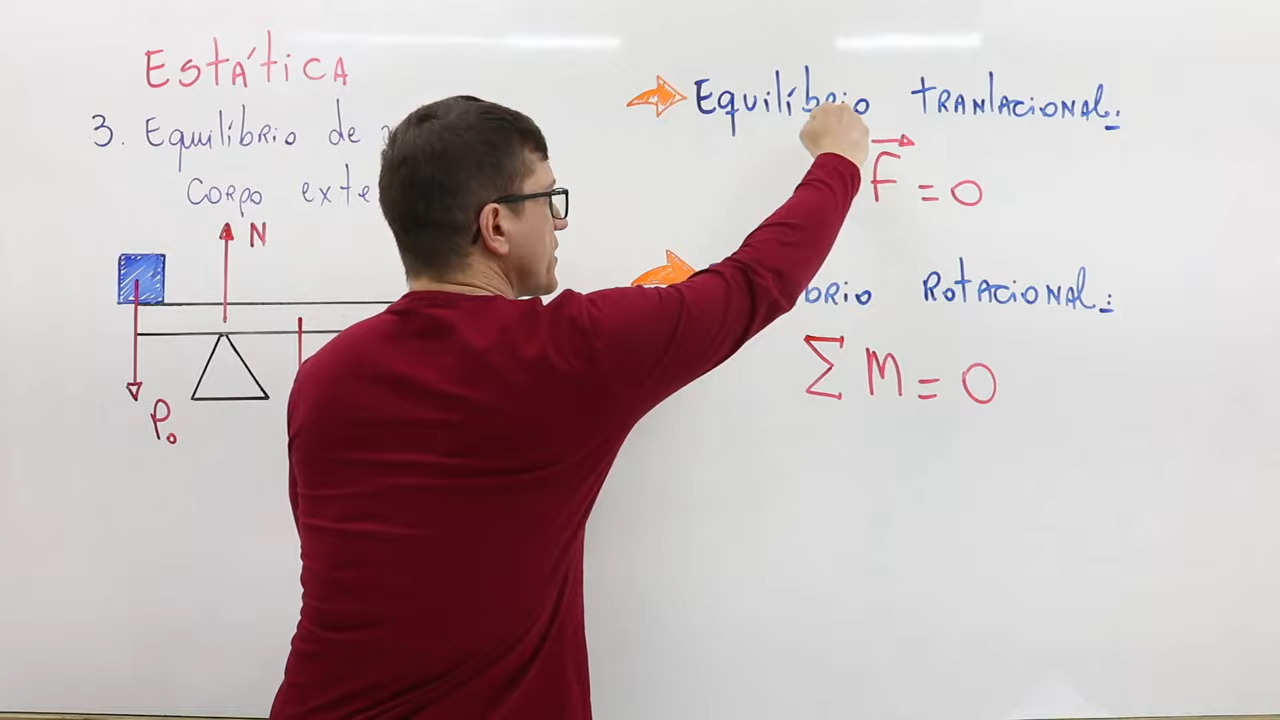 Estática
3. Equilíbrio de
Corpo exte
N
P₀
Equilíbrio tranlacional:
F = 0
brio rotacional:
Σ M = 0